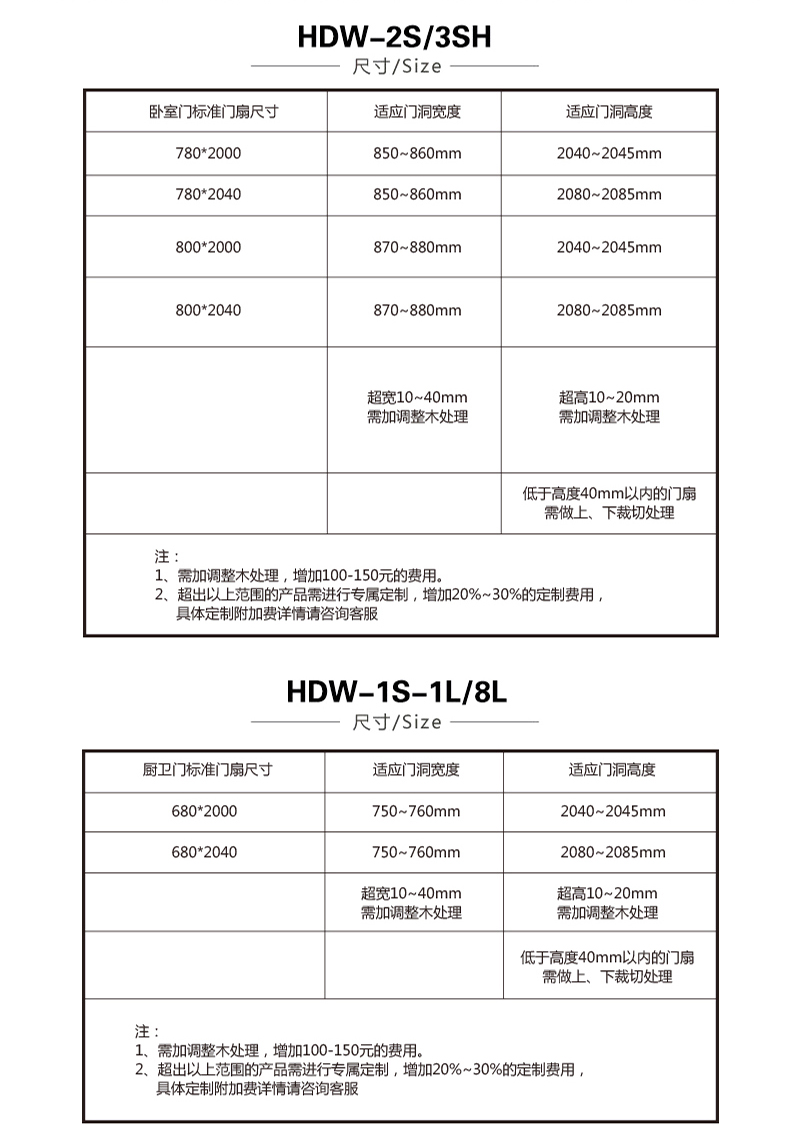 HDW-2S/3SH
尺寸/Size
卧室门标准门扇尺寸 适应门洞宽度 适应门洞高度
780*2000 850~860mm 2040~2045mm
780*2040 850~860mm 2080~2085mm
800*2000 870~880mm 2040~2045mm
800*2040 870~880mm 2080~2085mm
超宽10~40mm 超高10~20mm
需加调整木处理 需加调整木处理
低于高度40mm以内的门扇
需做上、下裁切处理
注：
1、需加调整木处理，增加100-150元的费用。
2、超出以上范围的产品需进行专属定制，增加20%~30%的定制费用，
具体定制附加费详情请咨询客服
HDW-1S-1L/8L
尺寸/Size
厨卫门标准门扇尺寸 适应门洞宽度 适应门洞高度
680*2000 750~760mm 2040~2045mm
680*2040 750~760mm 2080~2085mm
超宽10~40mm 超高10~20mm
需加调整木处理 需加调整木处理
低于高度40mm以内的门扇
需做上、下裁切处理
注：
1、需加调整木处理，增加100-150元的费用。
2、超出以上范围的产品需进行专属定制，增加20%~30%的定制费用，
具体定制附加费详情请咨询客服